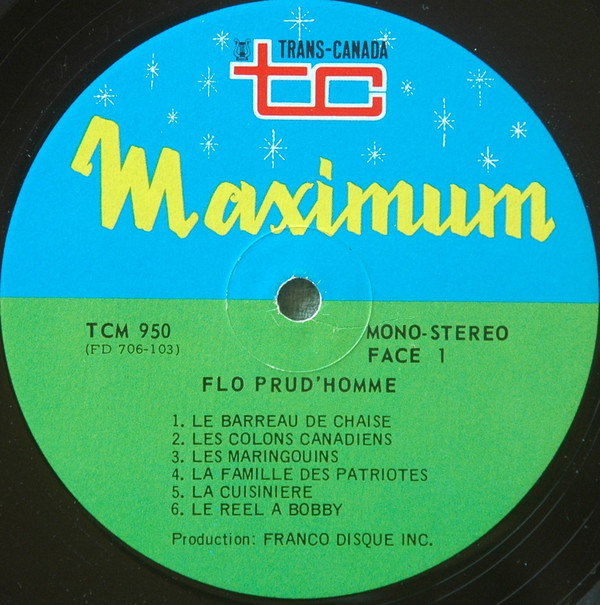 TRANS-CANADA
tc
Maximum
TCM 950
(FD 706-103)
MONO-STEREO
FACE 1
FLO PRUD'HOMME
1. LE BARREAU DE CHAISE
2. LES COLONS CANADIENS
3. LES MARINGOUINS
4. LA FAMILLE DES PATRIOTES
5. LA CUISINIERE
6. LE REEL A BOBBY
Production: FRANCO DISQUE INC.